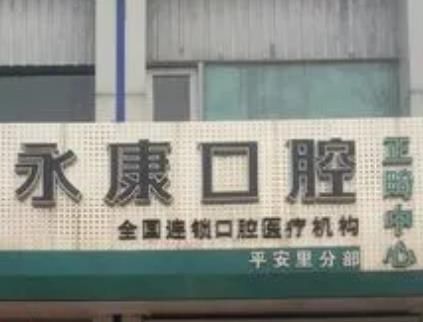 永康口腔
正畸中心
全国连锁口腔医疗机构
平安里分部